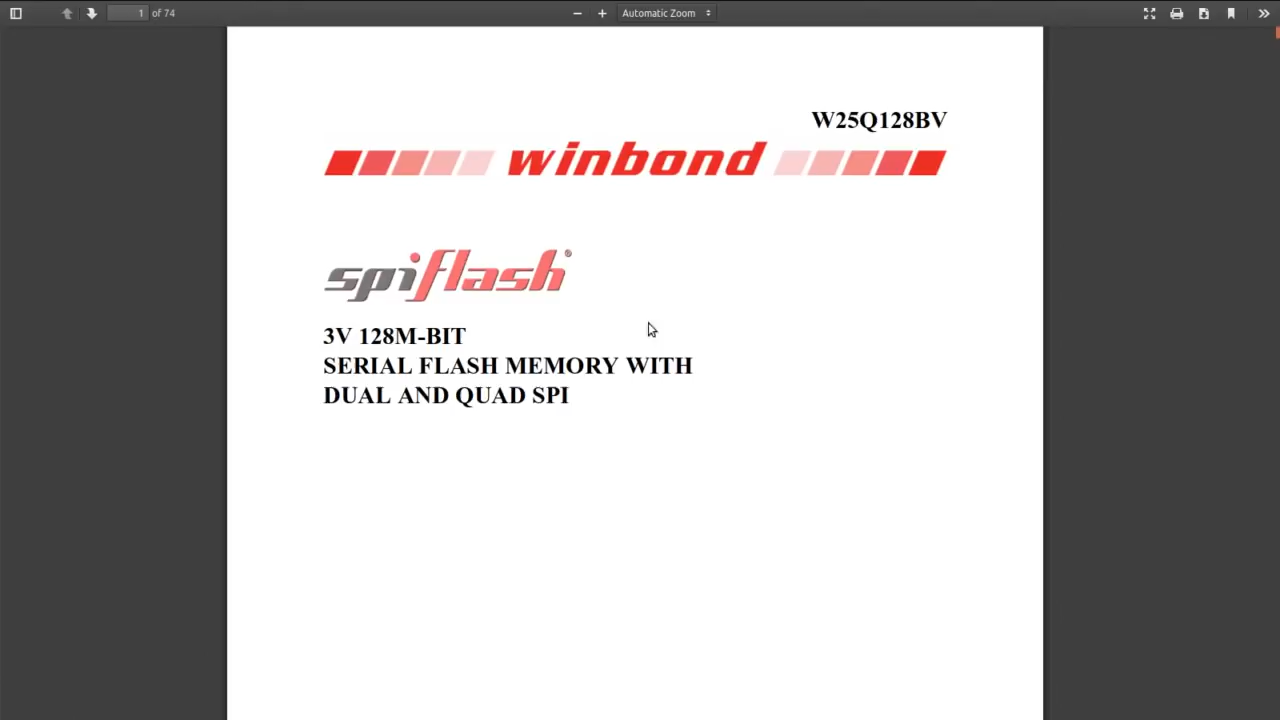 1 of 74
Automatic Zoom
W25Q128BV
winbond
spiflash®
3V 128M-BIT
SERIAL FLASH MEMORY WITH
DUAL AND QUAD SPI